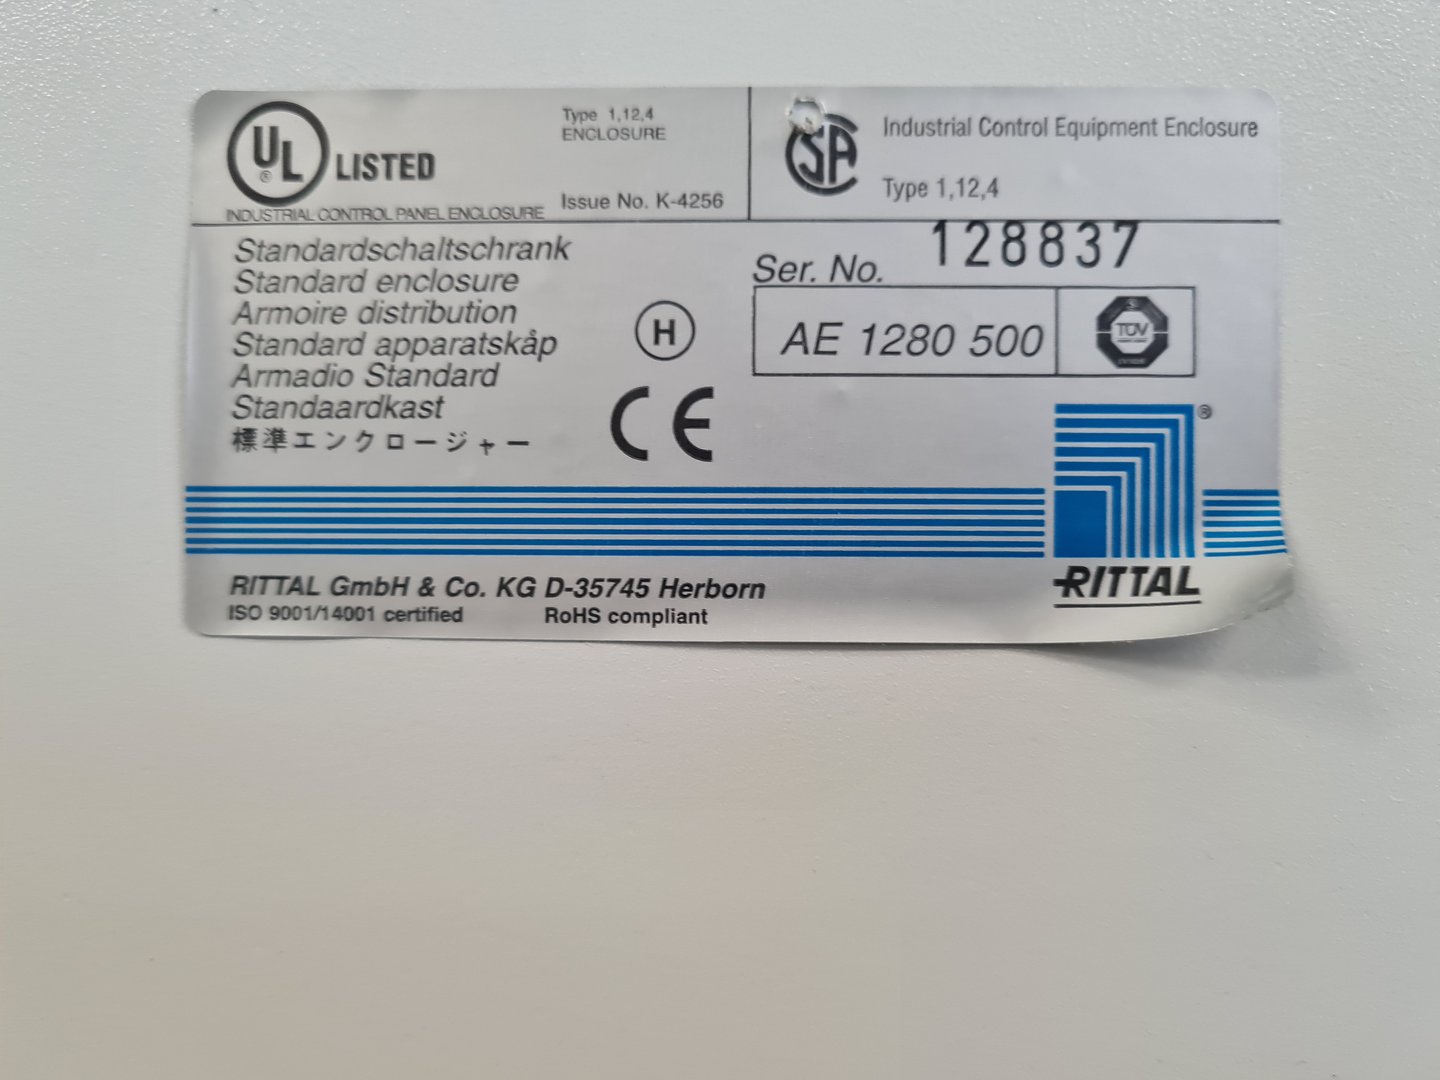 UL® LISTED
INDUSTRIAL CONTROL PANEL ENCLOSURE
Type 1,12,4
ENCLOSURE
Issue No. K-4256
SA
Industrial Control Equipment Enclosure
Type 1,12,4
Standardschaltschrank
Standard enclosure
Armoire distribution
Standard apparatskåp
Armadio Standard
Standaardkast
標準エンクロージャー
H
CE
Ser. No. 128837
AE 1280 500
TÜV
®
RITTAL
RITTAL GmbH & Co. KG D-35745 Herborn
ISO 9001/14001 certified RoHS compliant